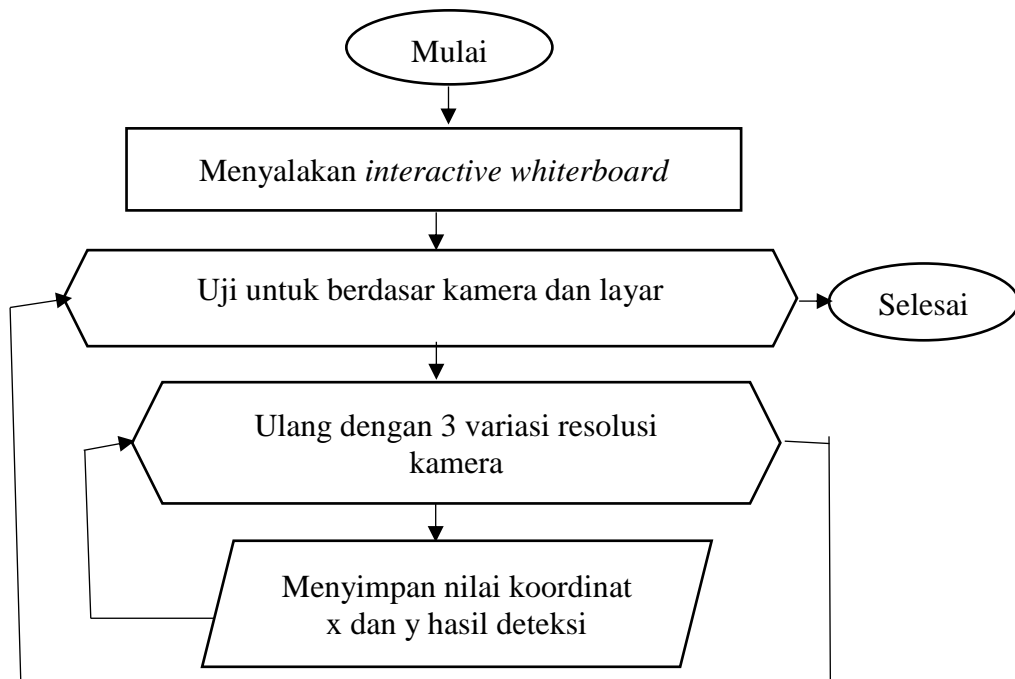 Mulai
Menyalakan interactive whiterboard
Uji untuk berdasar kamera dan layar
Selesai
Ulang dengan 3 variasi resolusi
kamera
Menyimpan nilai koordinat
x dan y hasil deteksi